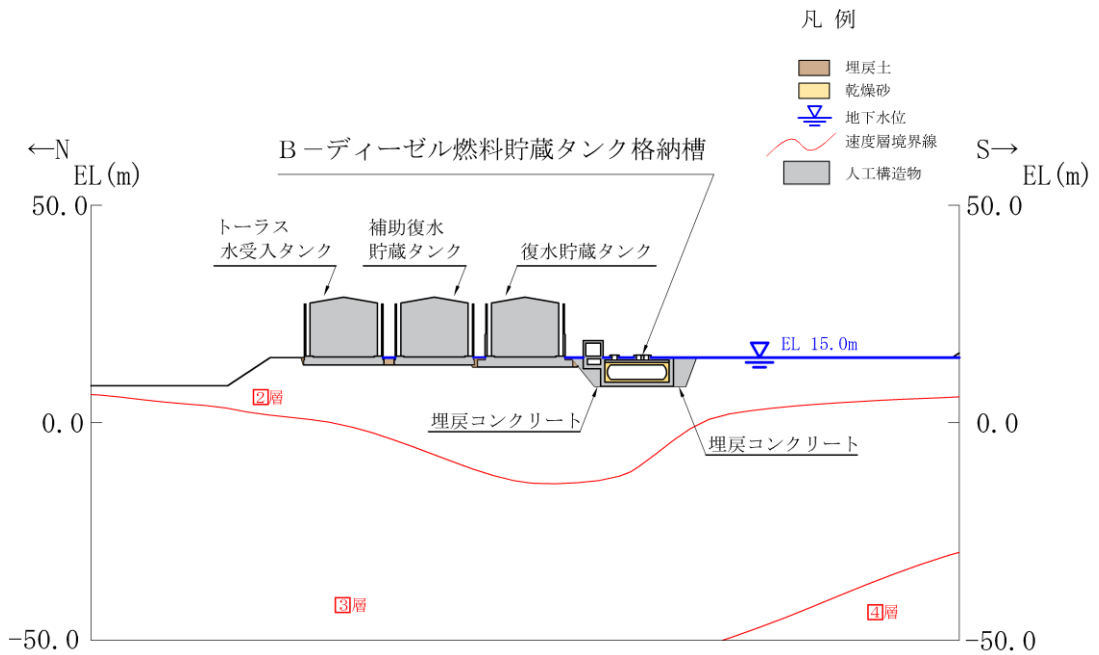 凡 例
埋戻土
乾燥砂
地下水位
速度層境界線
人工構造物
←N
EL(m)
S→
EL(m)
B－ディーゼル燃料貯蔵タンク格納槽
50.0
50.0
トーラス
水受入タンク
補助復水
貯蔵タンク
復水貯蔵タンク
EL 15.0m
②層
0.0
0.0
埋戻コンクリート
埋戻コンクリート
③層
④層
-50.0
-50.0